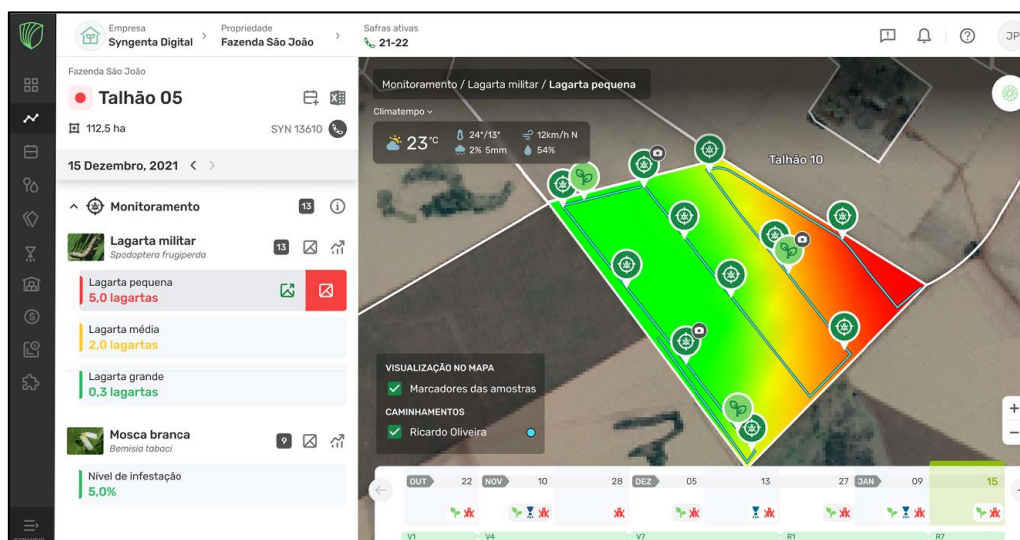 Empresa
Syngenta Digital
Propriedade
Fazenda São João
Safras ativas
21-22
JP
Fazenda São João
Talhão 05
112,5 ha
SYN 13610
15 Dezembro, 2021
Monitoramento
13
Lagarta militar
Spodoptera frugiperda
13
Lagarta pequena
5,0 lagartas
Lagarta média
2,0 lagartas
Lagarta grande
0,3 lagartas
Mosca branca
Bemisia tabaci
9
Nível de infestação
5,0%
Monitoramento / Lagarta militar / Lagarta pequena
Climatempo
23°C
24°/13°
12km/h N
2% 5mm
54%
Talhão 10
VISUALIZAÇÃO NO MAPA
Marcadores das amostras
CAMINHAMENTOS
Ricardo Oliveira
+
−
OUT 22 NOV 10 28 DEZ 05 13 27 JAN 09 15
V1 V4 V7 R1 R7